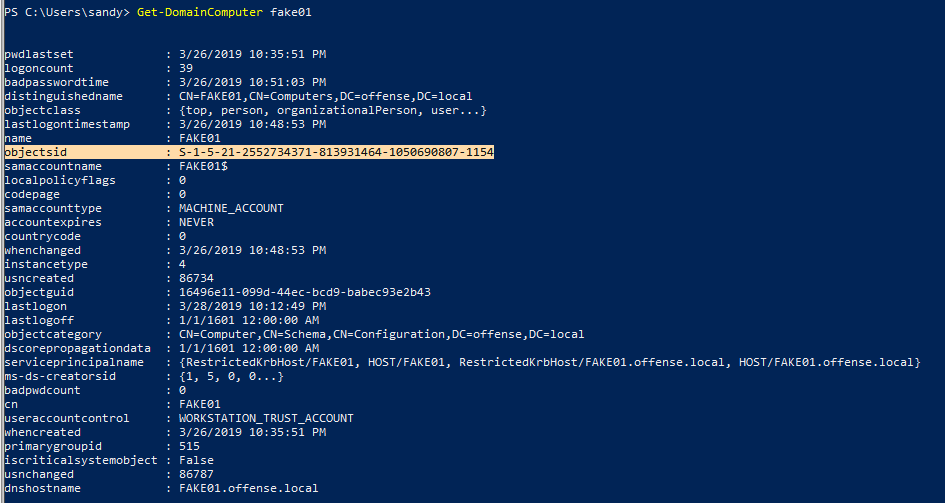 PS C:\Users\sandy> Get-DomainComputer fake01
pwdlastset : 3/26/2019 10:35:51 PM
logoncount : 39
badpasswordtime : 3/26/2019 10:51:03 PM
distinguishedname : CN=FAKE01,CN=Computers,DC=offense,DC=local
objectclass : {top, person, organizationalPerson, user...}
lastlogontimestamp : 3/26/2019 10:48:53 PM
name : FAKE01
objectsid : S-1-5-21-2552734371-813931464-1050690807-1154
samaccountname : FAKE01$
localpolicyflags : 0
codepage : 0
samaccounttype : MACHINE_ACCOUNT
accountexpires : NEVER
countrycode : 0
whenchanged : 3/26/2019 10:48:53 PM
instancetype : 4
usncreated : 86734
objectguid : 16496e11-099d-44ec-bcd9-babec93e2b43
lastlogon : 3/28/2019 10:12:49 PM
lastlogoff : 1/1/1601 12:00:00 AM
objectcategory : CN=Computer,CN=Schema,CN=Configuration,DC=offense,DC=local
dscorepropagationdata : 1/1/1601 12:00:00 AM
serviceprincipalname : {RestrictedKrbHost/FAKE01, HOST/FAKE01, RestrictedKrbHost/FAKE01.offense.local, HOST/FAKE01.offense.local}
ms-ds-creatorsid : {1, 5, 0, 0...}
badpwdcount : 0
cn : FAKE01
useraccountcontrol : WORKSTATION_TRUST_ACCOUNT
whencreated : 3/26/2019 10:35:51 PM
primarygroupid : 515
iscriticalsystemobject : False
usnchanged : 86787
dnshostname : FAKE01.offense.local